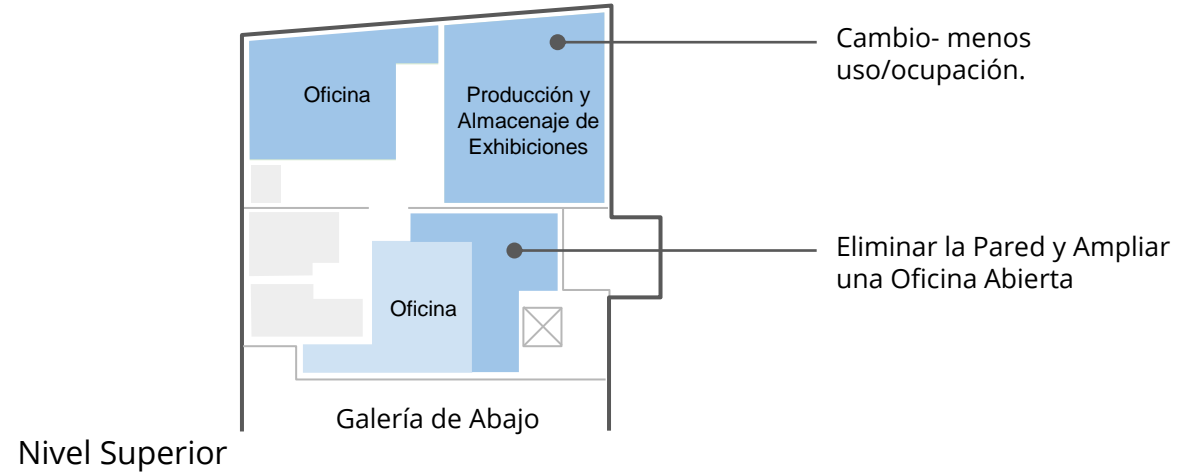 Cambio- menos
uso/ocupación.
Oficina
Producción y
Almacenaje de
Exhibiciones
Eliminar la Pared y Ampliar
una Oficina Abierta
Oficina
Galería de Abajo
Nivel Superior